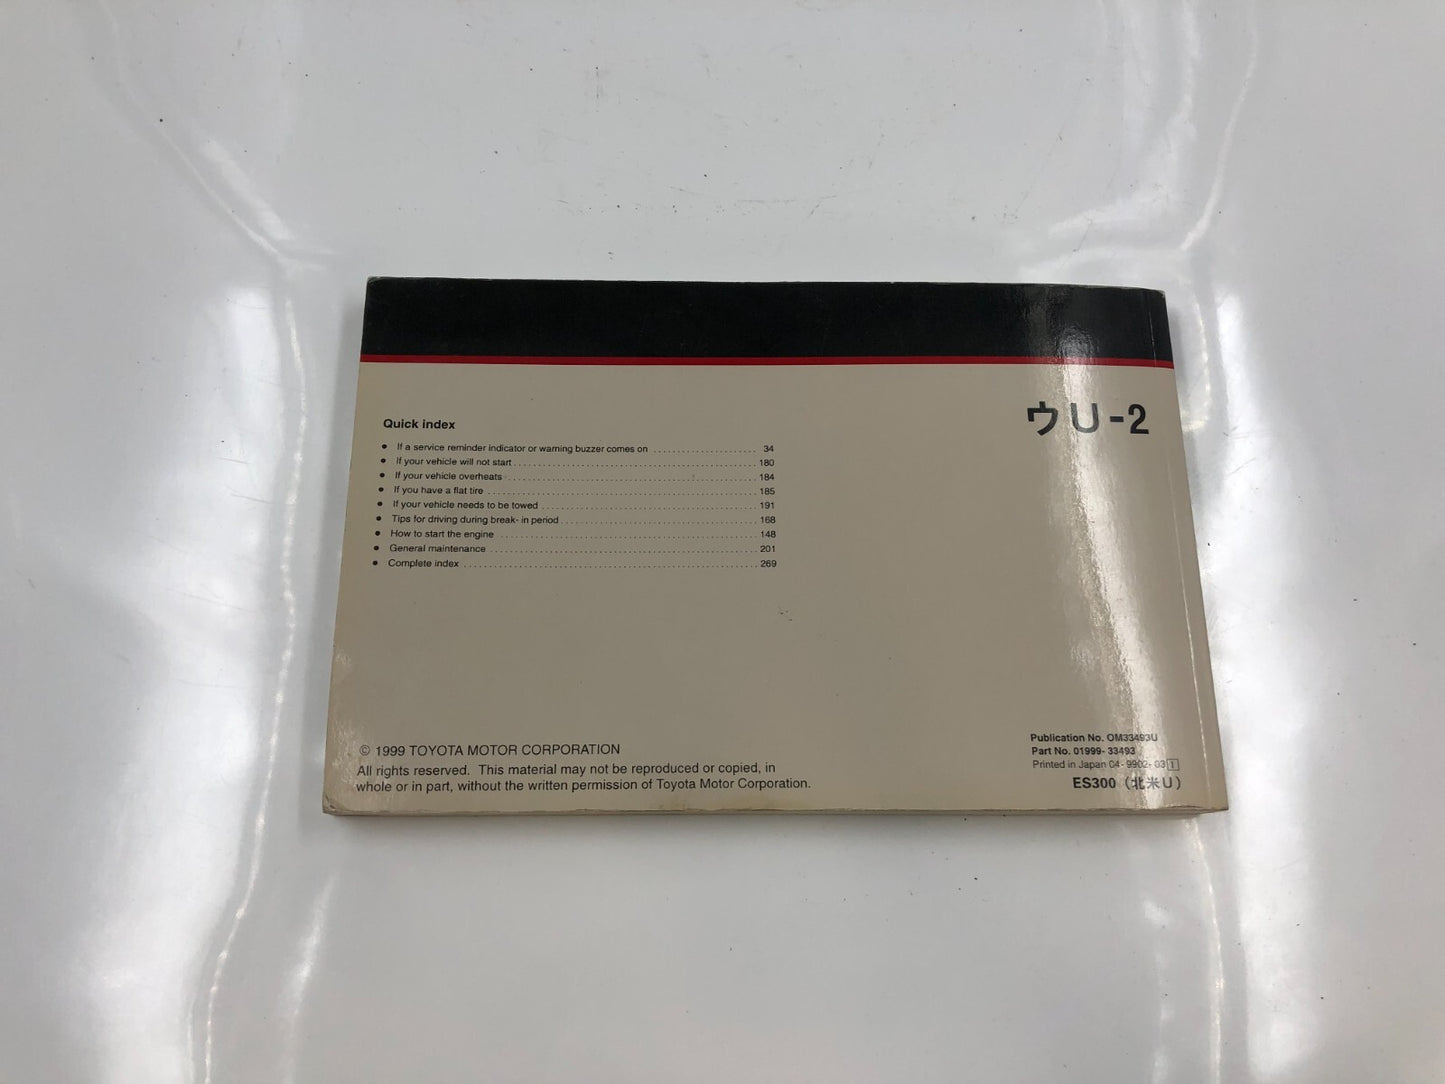 ウU-2
Quick index
• If a service reminder indicator or warning buzzer comes on ..................... 34
• If your vehicle will not start .................................................. 180
• If your vehicle overheats .................................................. 184
• If you have a flat tire .................................................. 185
• If your vehicle needs to be towed .................................................. 191
• Tips for driving during break- in period .................................................. 168
• How to start the engine .................................................. 148
• General maintenance .................................................. 201
• Complete index .................................................. 269
© 1999 TOYOTA MOTOR CORPORATION
All rights reserved. This material may not be reproduced or copied, in
whole or in part, without the written permission of Toyota Motor Corporation.
Publication No. OM33493U
Part No. 01999- 33493
Printed in Japan 04- 9902- 03 1
ES300 (北米U)